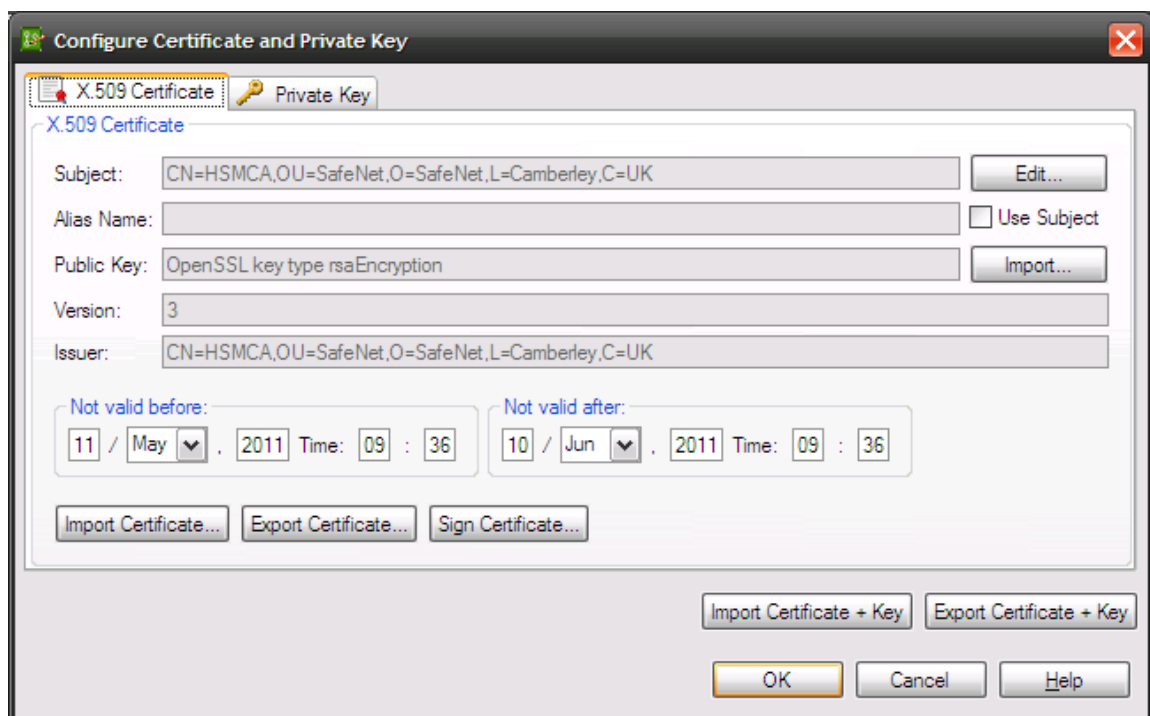 Configure Certificate and Private Key
X.509 Certificate Private Key
X.509 Certificate
Subject: CN=HSMCA,OU=SafeNet,O=SafeNet,L=Camberley,C=UK Edit...
Alias Name: Use Subject
Public Key: OpenSSL key type rsaEncryption Import...
Version: 3
Issuer: CN=HSMCA,OU=SafeNet,O=SafeNet,L=Camberley,C=UK
Not valid before: Not valid after:
11 / May , 2011 Time: 09 : 36 10 / Jun , 2011 Time: 09 : 36
Import Certificate... Export Certificate... Sign Certificate...
Import Certificate + Key Export Certificate + Key
OK Cancel Help